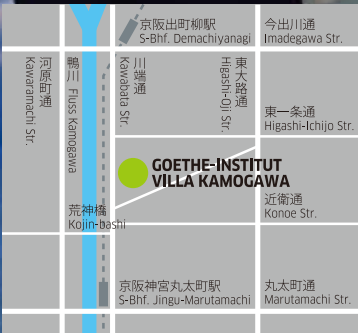 京阪出町柳駅
S-Bhf. Demachiyanagi
今出川通
Imadegawa Str.
河原町通
Kawaramachi Str.
鴨川 Fluss Kamogawa
川端通
Kawabata Str.
東大路通
Higashi-Oji Str.
東一条通
Higashi-Ichijo Str.
GOETHE-INSTITUT
VILLA KAMOGAWA
荒神橋
Kojin-bashi
近衛通
Konoe Str.
京阪神宮丸太町駅
S-Bhf. Jingu-Marutamachi
丸太町通
Marutamachi Str.